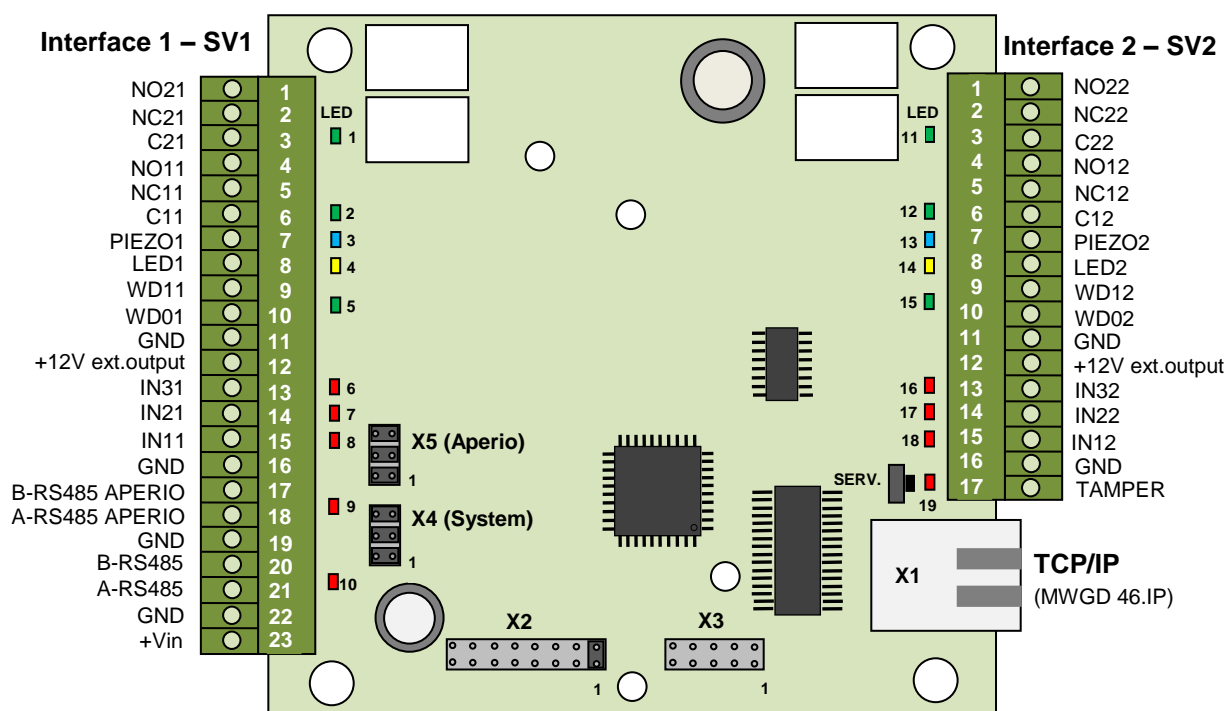 Interface 1 – SV1
Interface 2 – SV2
NO21 1
NC21 2
C21 3
NO11 4
NC11 5
C11 6
PIEZO1 7
LED1 8
WD11 9
WD01 10
GND 11
+12V ext.output 12
IN31 13
IN21 14
IN11 15
GND 16
B-RS485 APERIO 17
A-RS485 APERIO 18
GND 19
B-RS485 20
A-RS485 21
GND 22
+Vin 23
LED
1
2
3
4
5
6
7
8
9
10
X5 (Aperio)
1
X4 (System)
1
X2
1
X3
1
LED
11
12
13
14
15
16
17
18
SERV.
19
1 NO22
2 NC22
3 C22
4 NO12
5 NC12
6 C12
7 PIEZO2
8 LED2
9 WD12
10 WD02
11 GND
12 +12V ext.output
13 IN32
14 IN22
15 IN12
16 GND
17 TAMPER
X1
TCP/IP
(MWGD 46.IP)